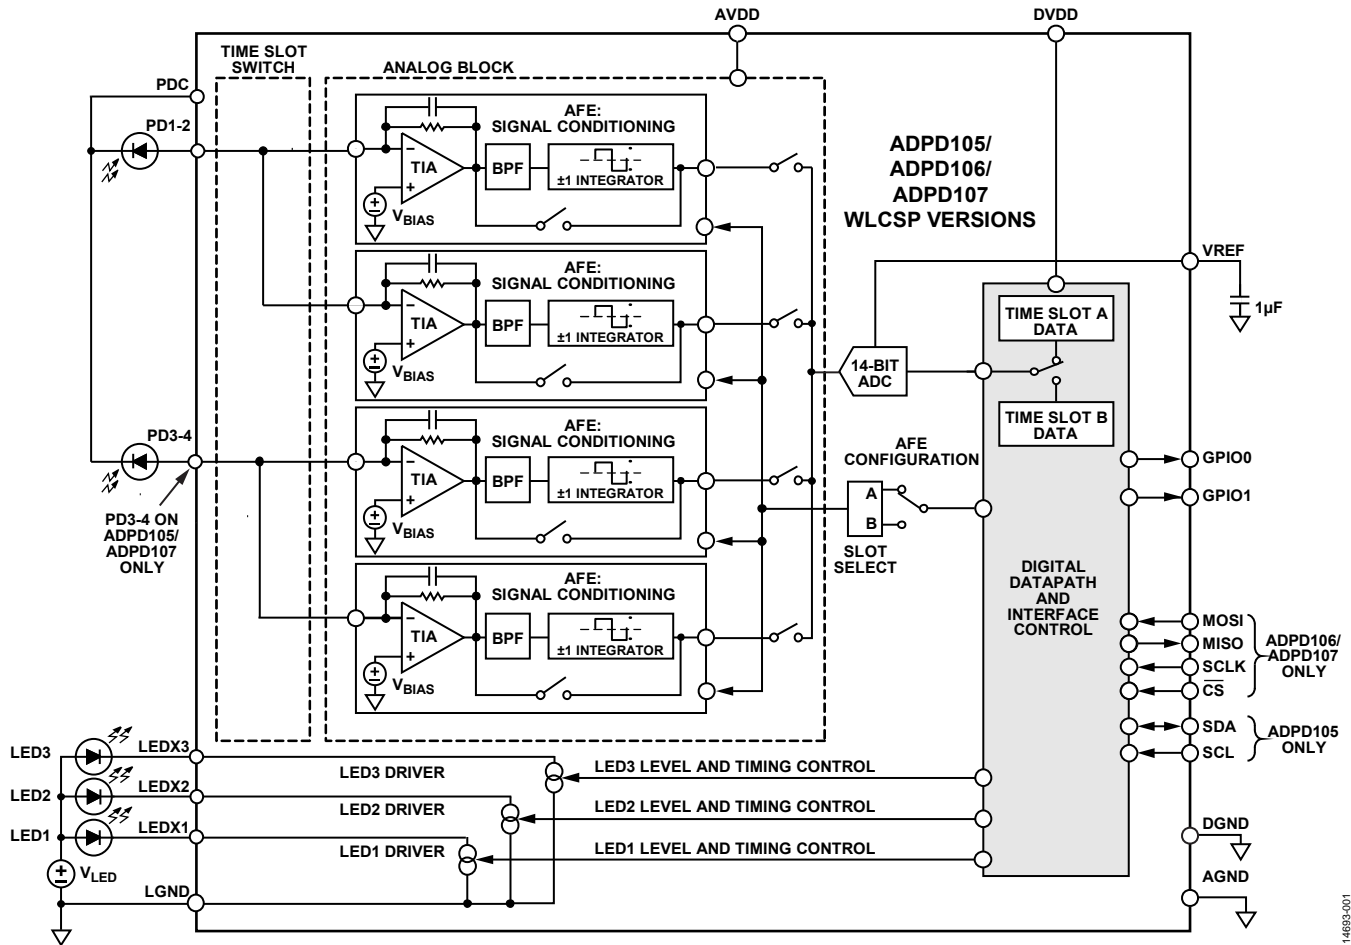 AVDD
DVDD
TIME SLOT
SWITCH
ANALOG BLOCK
PDC
PD1-2
AFE:
SIGNAL CONDITIONING
−
TIA
+
BPF
±1 INTEGRATOR
VBIAS
ADPD105/
ADPD106/
ADPD107
WLCSP VERSIONS
VREF
1µF
AFE:
SIGNAL CONDITIONING
−
TIA
+
BPF
±1 INTEGRATOR
VBIAS
14-BIT
ADC
TIME SLOT A
DATA
TIME SLOT B
DATA
PD3-4
PD3-4 ON
ADPD105/
ADPD107
ONLY
AFE:
SIGNAL CONDITIONING
−
TIA
+
BPF
±1 INTEGRATOR
VBIAS
AFE
CONFIGURATION
A
B
SLOT
SELECT
GPIO0
GPIO1
DIGITAL
DATAPATH
AND
INTERFACE
CONTROL
AFE:
SIGNAL CONDITIONING
−
TIA
+
BPF
±1 INTEGRATOR
VBIAS
MOSI
MISO
SCLK
CS
ADPD106/
ADPD107
ONLY
SDA
SCL
ADPD105
ONLY
LED3
LEDX3
LED3 DRIVER
LED3 LEVEL AND TIMING CONTROL
LED2
LEDX2
LED2 DRIVER
LED2 LEVEL AND TIMING CONTROL
LED1
LEDX1
LED1 DRIVER
LED1 LEVEL AND TIMING CONTROL
VLED
LGND
DGND
AGND
14693-001